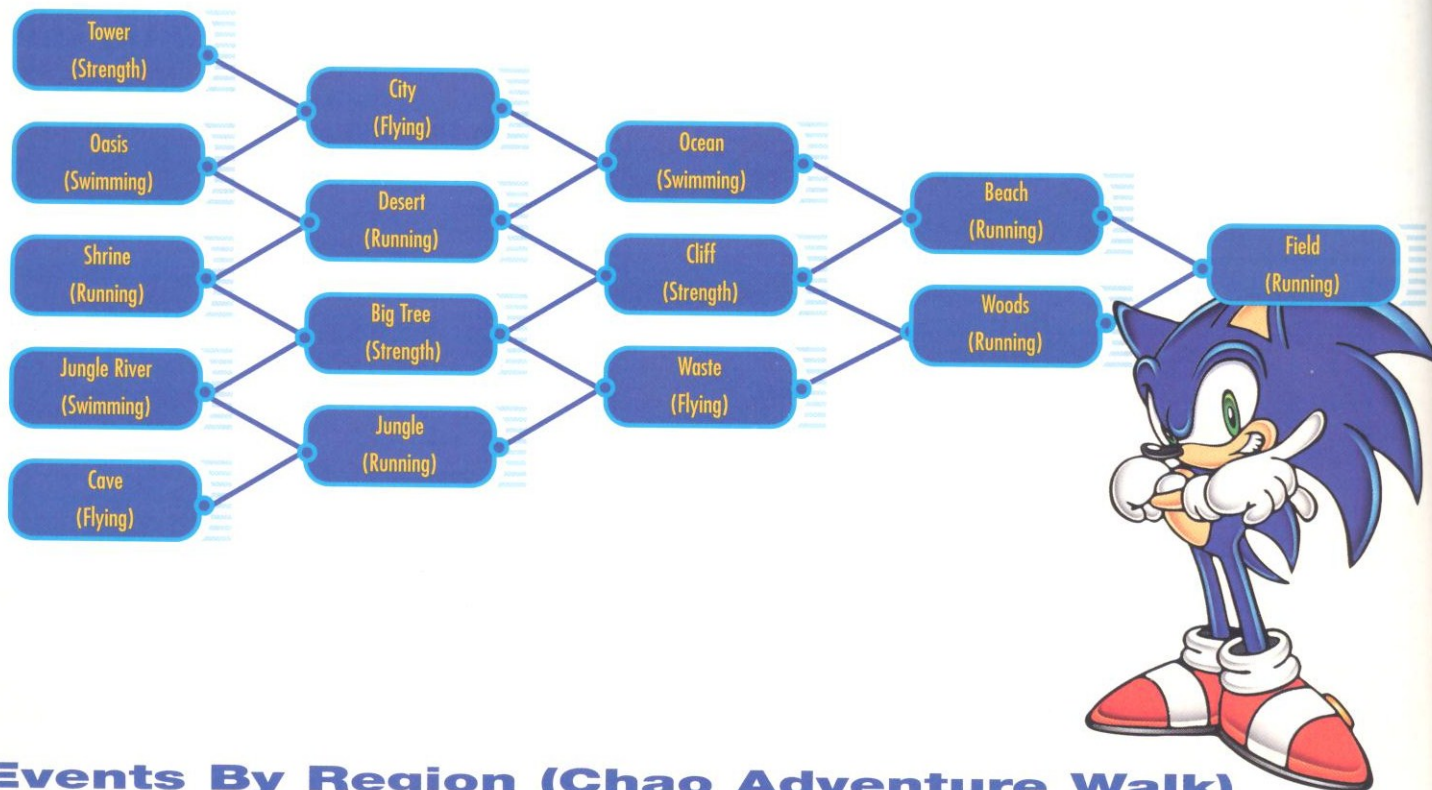 Tower
(Strength)
Oasis
(Swimming)
Shrine
(Running)
Jungle River
(Swimming)
Cave
(Flying)
City
(Flying)
Desert
(Running)
Big Tree
(Strength)
Jungle
(Running)
Ocean
(Swimming)
Cliff
(Strength)
Waste
(Flying)
Beach
(Running)
Woods
(Running)
Field
(Running)
Events By Region (Chao Adventure Walk)